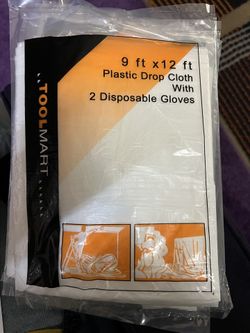 9 ft x12 ft
Plastic Drop Cloth
With
2 Disposable Gloves
TOOLMART